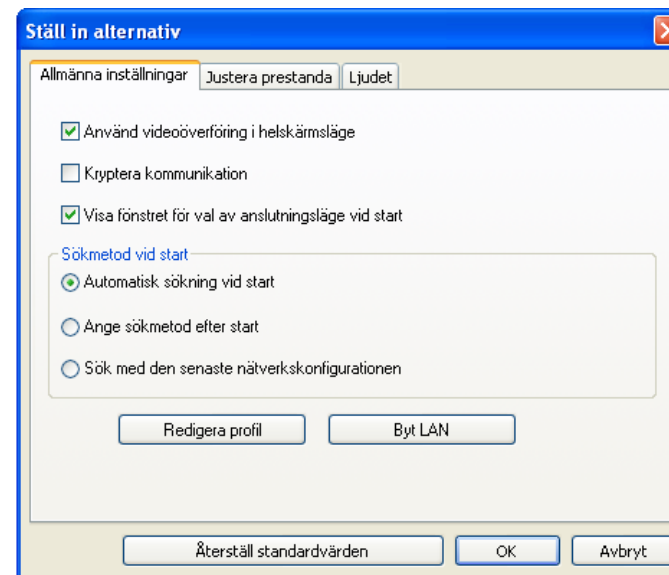 Ställ in alternativ
Allmänna inställningar
Justera prestanda
Ljudet
Använd videoöverföring i helskärmsläge
Kryptera kommunikation
Visa fönstret för val av anslutningsläge vid start
Sökmetod vid start
Automatisk sökning vid start
Ange sökmetod efter start
Sök med den senaste nätverkskonfigurationen
Redigera profil
Byt LAN
Återställ standardvärden
OK
Avbryt